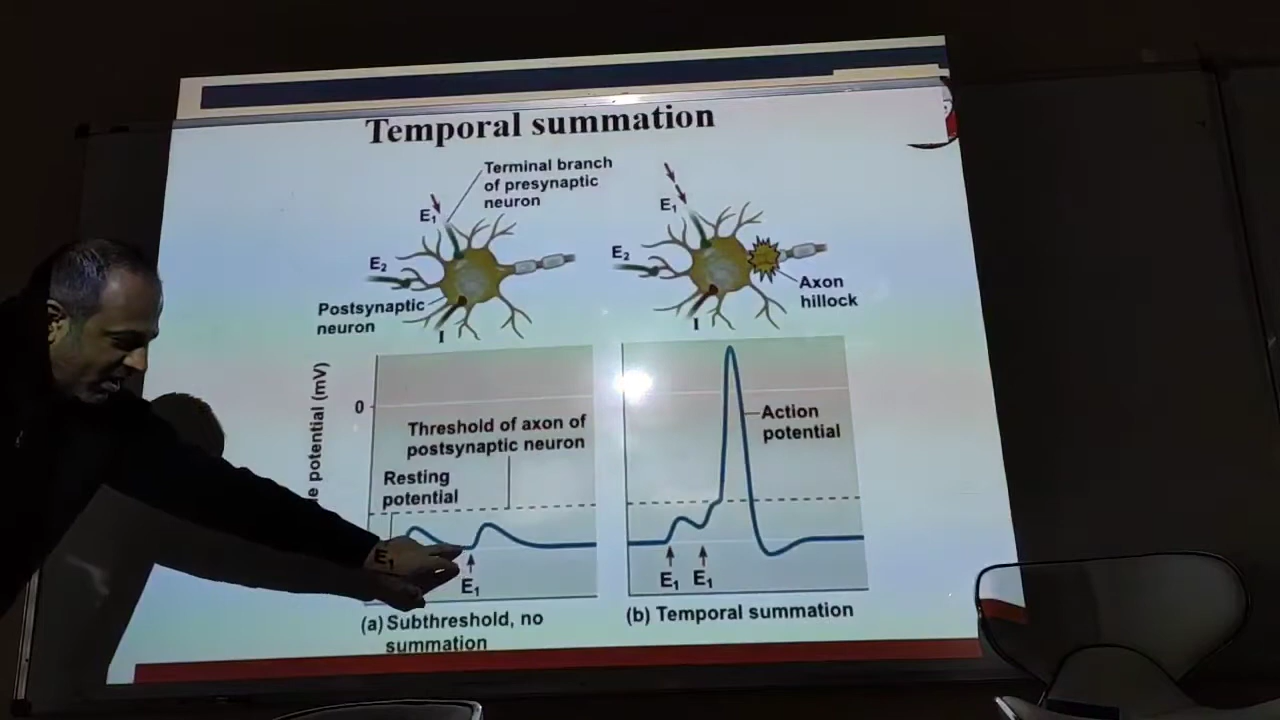 Temporal summation
Terminal branch
of presynaptic
neuron
E₁
E₂
Postsynaptic
neuron
I
E₁
E₂
Axon
hillock
I
potential (mV)
0
Threshold of axon of
postsynaptic neuron
Resting
potential
E₁
E₁
(a) Subthreshold, no
summation
Action
potential
E₁ E₁
(b) Temporal summation